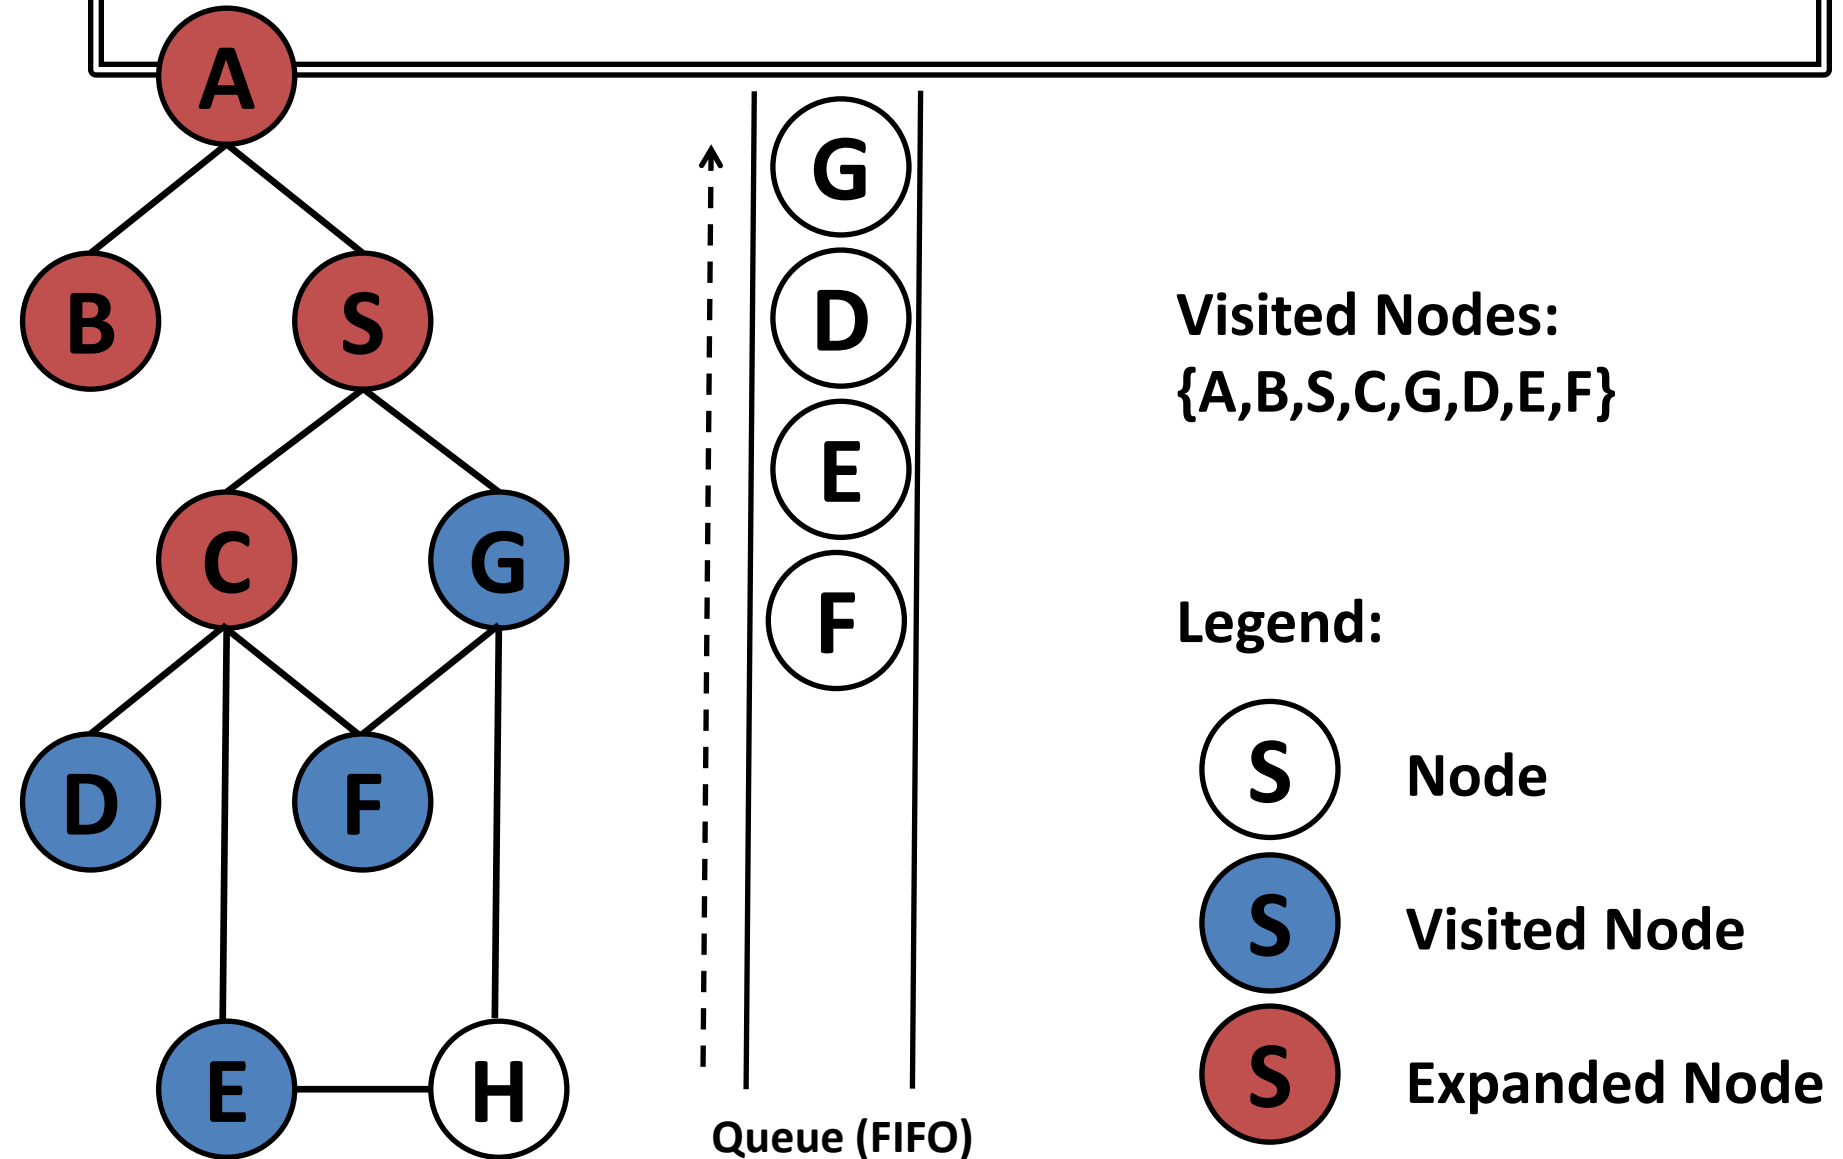 A
B S
C G
D F
E H
G
D
E
F
Queue (FIFO)
Visited Nodes:
{A,B,S,C,G,D,E,F}
Legend:
S Node
S Visited Node
S Expanded Node